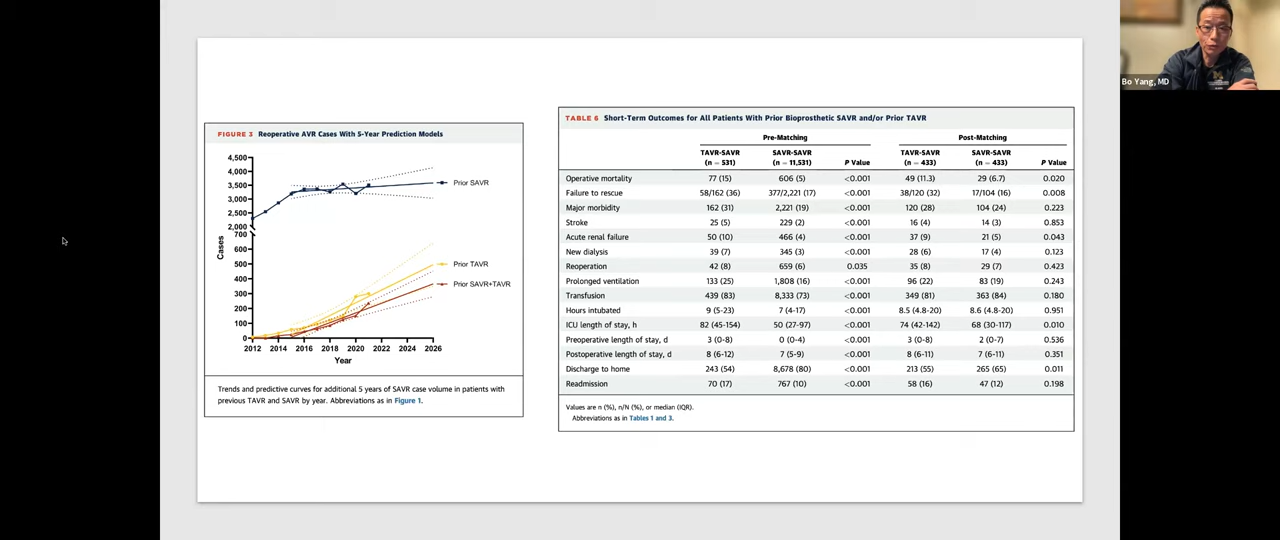 Bo Yang, MD
FIGURE 3 Reoperative AVR Cases With 5-Year Prediction Models
4,500
4,000
3,500
3,000
2,500
2,000
700
600
500
400
300
200
100
0
Cases
2012 2014 2016 2018 2020 2022 2024 2026
Year
Prior SAVR
Prior TAVR
Prior SAVR+TAVR
Trends and predictive curves for additional 5 years of SAVR case volume in patients with
previous TAVR and SAVR by year. Abbreviations as in Figure 1.
TABLE 6 Short-Term Outcomes for All Patients With Prior Bioprosthetic SAVR and/or Prior TAVR
Pre-Matching Post-Matching
TAVR-SAVR SAVR-SAVR TAVR-SAVR SAVR-SAVR
(n = 531) (n = 11,531) P Value (n = 433) (n = 433) P Value
Operative mortality 77 (15) 606 (5) <0.001 49 (11.3) 29 (6.7) 0.020
Failure to rescue 58/162 (36) 377/2,221 (17) <0.001 38/120 (32) 17/104 (16) 0.008
Major morbidity 162 (31) 2,221 (19) <0.001 120 (28) 104 (24) 0.223
Stroke 25 (5) 229 (2) <0.001 16 (4) 14 (3) 0.853
Acute renal failure 50 (10) 466 (4) <0.001 37 (9) 21 (5) 0.043
New dialysis 39 (7) 345 (3) <0.001 28 (6) 17 (4) 0.123
Reoperation 42 (8) 659 (6) 0.035 35 (8) 29 (7) 0.423
Prolonged ventilation 133 (25) 1,808 (16) <0.001 96 (22) 83 (19) 0.243
Transfusion 439 (83) 8,333 (73) <0.001 349 (81) 363 (84) 0.180
Hours intubated 9 (5-23) 7 (4-17) <0.001 8.5 (4.8-20) 8.6 (4.8-20) 0.951
ICU length of stay, h 82 (45-154) 50 (27-97) <0.001 74 (42-142) 68 (30-117) 0.010
Preoperative length of stay, d 3 (0-8) 0 (0-4) <0.001 3 (0-8) 2 (0-7) 0.536
Postoperative length of stay, d 8 (6-12) 7 (5-9) <0.001 8 (6-11) 7 (6-11) 0.351
Discharge to home 243 (54) 8,678 (80) <0.001 213 (55) 265 (65) 0.011
Readmission 70 (17) 767 (10) <0.001 58 (16) 47 (12) 0.198
Values are n (%), n/N (%), or median (IQR).
Abbreviations as in Tables 1 and 3.